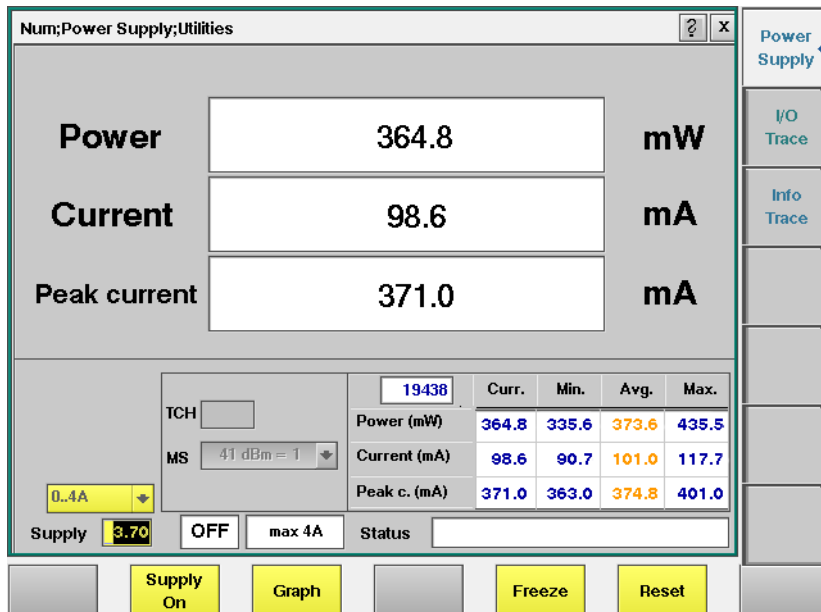 Num;Power Supply;Utilities
? x
Power 364.8 mW
Current 98.6 mA
Peak current 371.0 mA
19438 Curr. Min. Avg. Max.
TCH
Power (mW) 364.8 335.6 373.6 435.5
MS 41 dBm = 1
Current (mA) 98.6 90.7 101.0 117.7
Peak c. (mA) 371.0 363.0 374.8 401.0
0..4A
Supply 3.70 OFF max 4A Status
Supply
On
Graph
Freeze
Reset
Power
Supply
I/O
Trace
Info
Trace